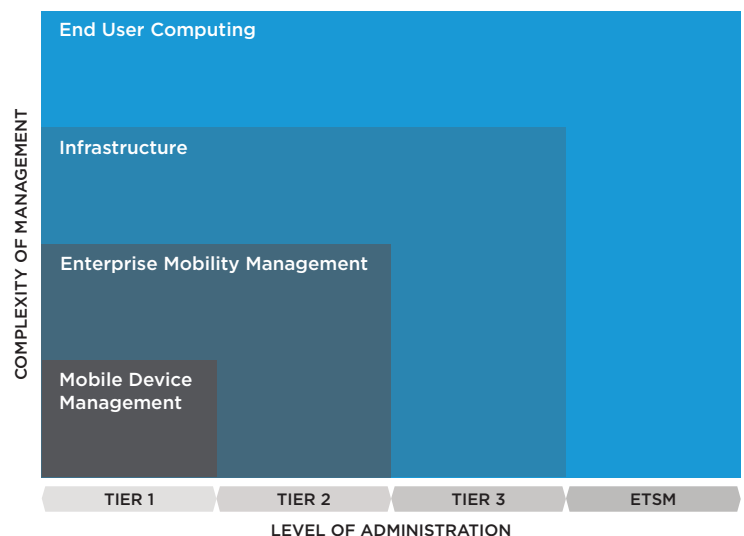 End User Computing
Infrastructure
Enterprise Mobility Management
Mobile Device
Management
COMPLEXITY OF MANAGEMENT
TIER 1
TIER 2
TIER 3
ETSM
LEVEL OF ADMINISTRATION